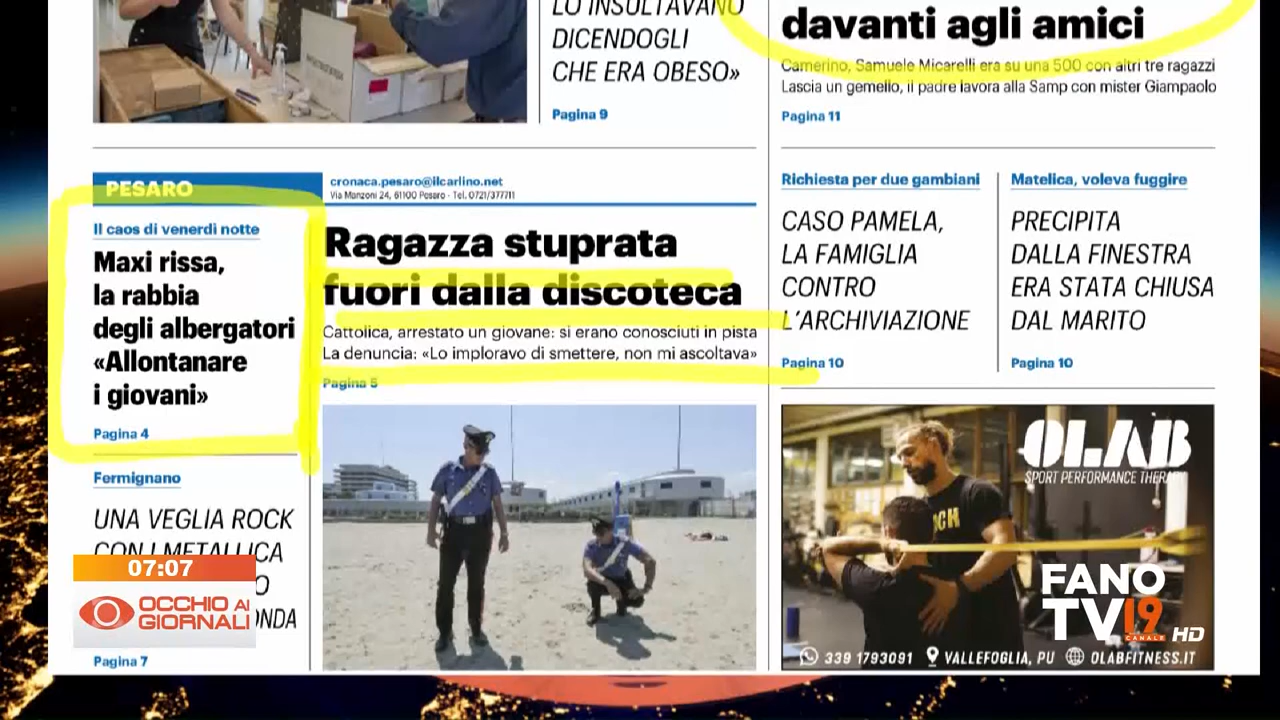 LO INSULTAVANO
DICENDOGLI
CHE ERA OBESO»
Pagina 9
davanti agli amici
Camerino, Samuele Micarelli era su una 500 con altri tre ragazzi
Lascia un gemello, il padre lavora alla Samp con mister Giampaolo
Pagina 11
PESARO
cronaca.pesaro@ilcarlino.net
Via Manzoni 24, 61100 Pesaro - Tel. 0721/377711
Il caos di venerdì notte
Maxi rissa,
la rabbia
degli albergatori
«Allontanare
i giovani»
Pagina 4
Ragazza stuprata
fuori dalla discoteca
Cattolica, arrestato un giovane: si erano conosciuti in pista
La denuncia: «Lo imploravo di smettere, non mi ascoltava»
Pagina 5
Richiesta per due gambiani
CASO PAMELA,
LA FAMIGLIA
CONTRO
L'ARCHIVIAZIONE
Pagina 10
Matelica, voleva fuggire
PRECIPITA
DALLA FINESTRA
ERA STATA CHIUSA
DAL MARITO
Pagina 10
Fermignano
UNA VEGLIA ROCK
CON I METALLICA
Pagina 7
07:07
OCCHIO AI
GIORNALI
OLAB
SPORT PERFORMANCE THERAPY
339 1793091 VALLEFOGLIA, PU OLABFITNESS.IT
FANO
TV 19
CANALE HD